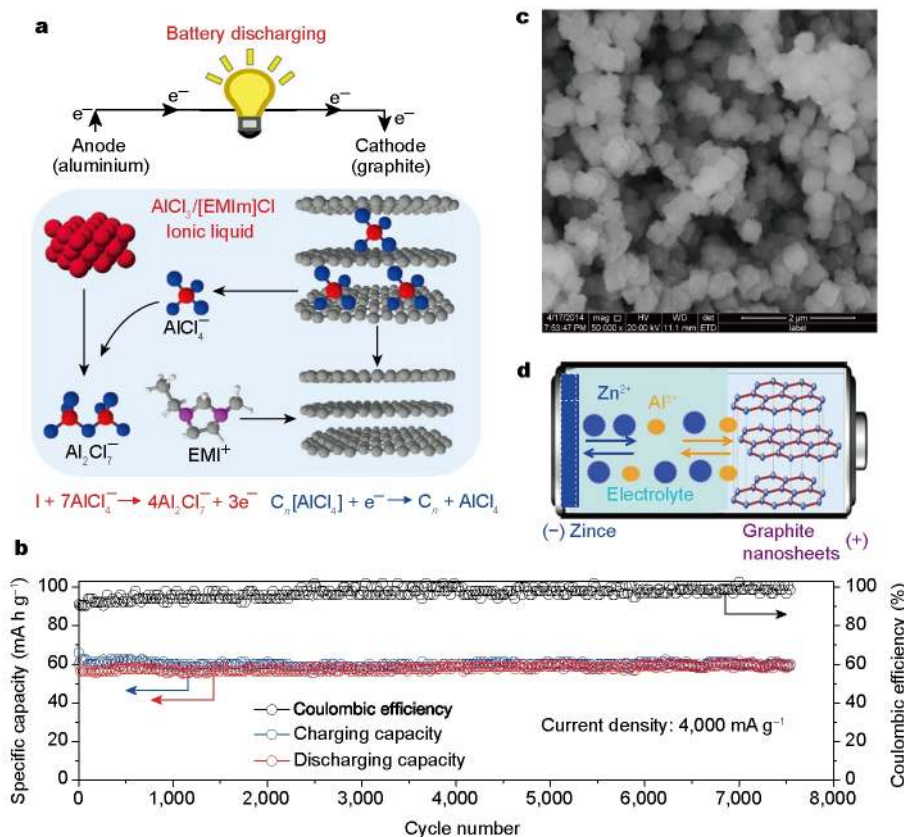 a
Battery discharging
e⁻ e⁻ e⁻ e⁻
Anode
(aluminium)
Cathode
(graphite)
AlCl₃/[EMIm]Cl
Ionic liquid
AlCl₄⁻
Al₂Cl₇⁻
EMI⁺
l + 7AlCl₄⁻ → 4Al₂Cl₇⁻ + 3e⁻
Cₙ[AlCl₄] + e⁻ → Cₙ + AlCl₄
c
4/17/2014 mag HV WD det 2 μm
7:53:47 PM 50 000 x 20.00 kV 11.1 mm ETD label
d
Zn²⁺
Al³⁺
Electrolyte
(−) Zince
Graphite
nanosheets (+)
b
Specific capacity (mA h g⁻¹)
100
80
60
40
20
0
Coulombic efficiency
Charging capacity
Discharging capacity
Current density: 4,000 mA g⁻¹
100
80
60
40
20
0
Coulombic efficiency (%)
0 1,000 2,000 3,000 4,000 5,000 6,000 7,000 8,000
Cycle number